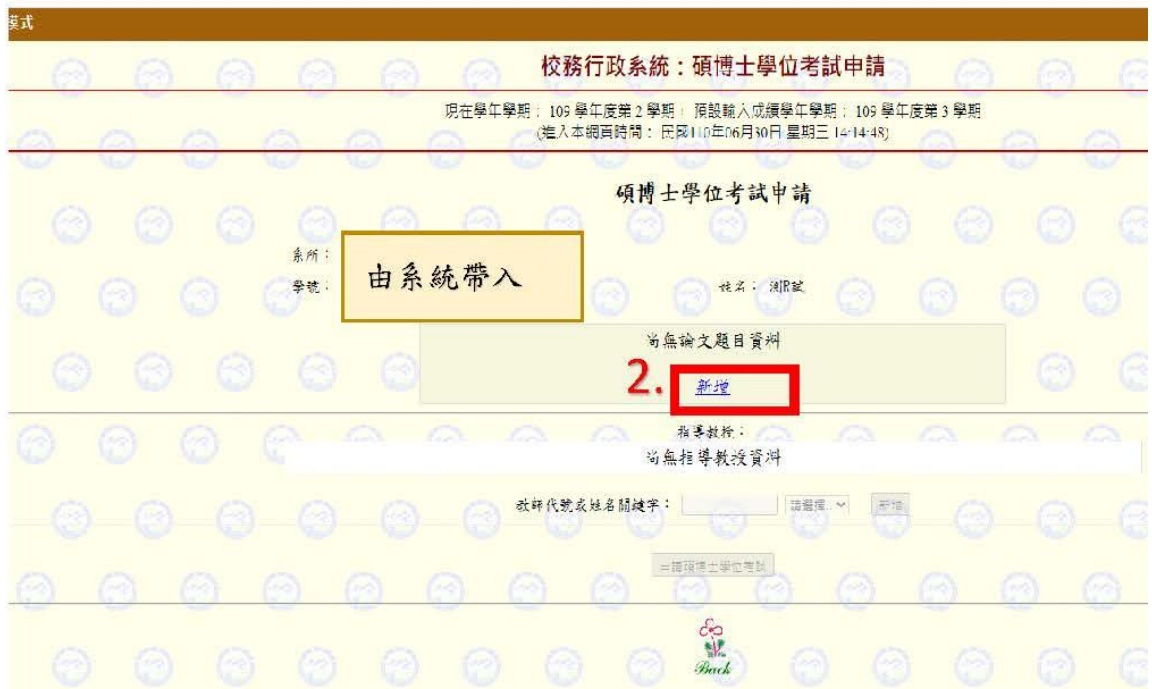 模式
校務行政系統：碩博士學位考試申請
現在學年學期： 109 學年度第 2 學期； 預設輸入成績學年學期： 109 學年度第 3 學期
(進入本網頁時間： 民國110年06月30日 星期三 14:14:48)
碩博士學位考試申請
系所：
學號：
由系統帶入
姓名： 測IR試
尚無論文題目資料
2. 新增
指導教授：
尚無指導教授資料
教師代號或姓名關鍵字： 請選擇.. 新增
申請碩博士學位考試
Back